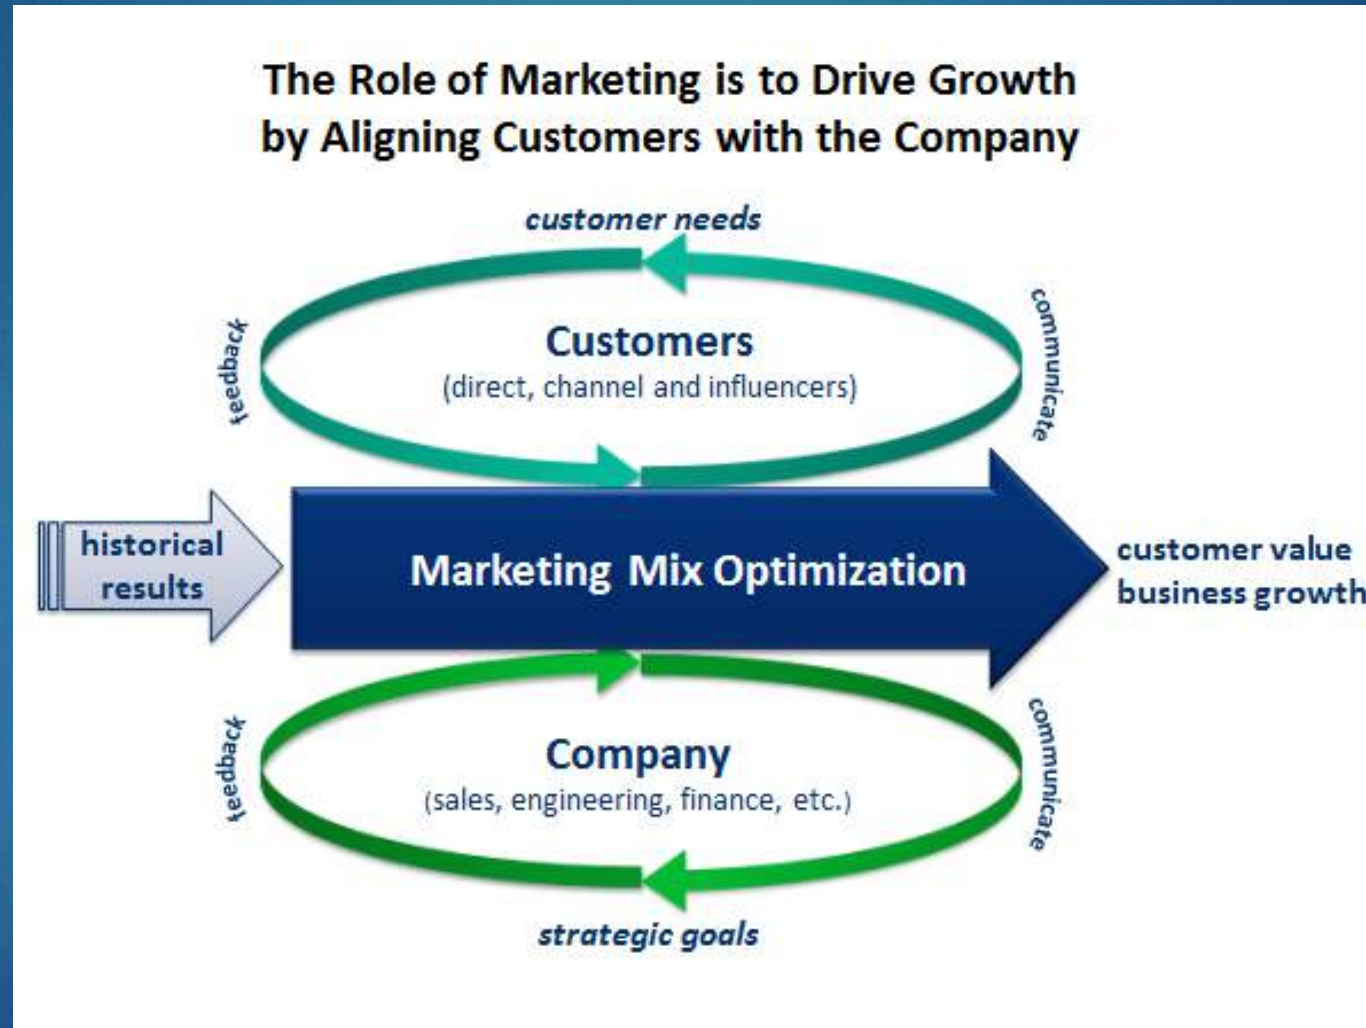 The Role of Marketing is to Drive Growth
by Aligning Customers with the Company
customer needs
feedback
Customers
(direct, channel and influencers)
communicate
historical
results
Marketing Mix Optimization
customer value
business growth
feedback
Company
(sales, engineering, finance, etc.)
communicate
strategic goals